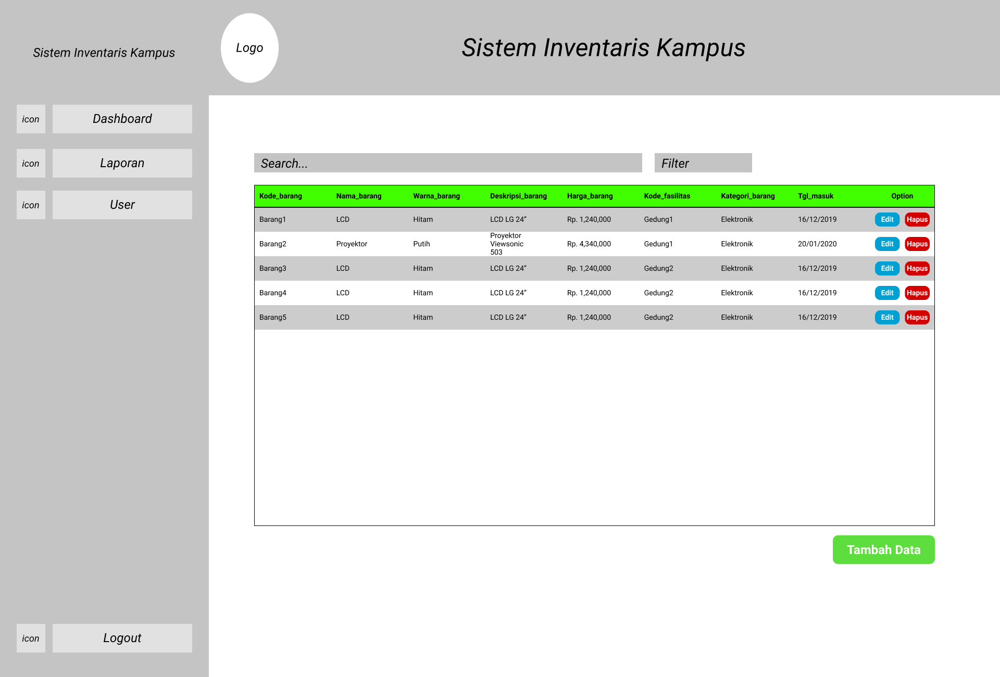 Sistem Inventaris Kampus
Logo
Sistem Inventaris Kampus
icon Dashboard
icon Laporan
icon User
icon Logout
Search...
Filter
Kode_barang Nama_barang Warna_barang Deskripsi_barang Harga_barang Kode_fasilitas Kategori_barang Tgl_masuk Option
Barang1 LCD Hitam LCD LG 24” Rp. 1,240,000 Gedung1 Elektronik 16/12/2019 Edit Hapus
Barang2 Proyektor Putih Proyektor Viewsonic 503 Rp. 4,340,000 Gedung1 Elektronik 20/01/2020 Edit Hapus
Barang3 LCD Hitam LCD LG 24” Rp. 1,240,000 Gedung2 Elektronik 16/12/2019 Edit Hapus
Barang4 LCD Hitam LCD LG 24” Rp. 1,240,000 Gedung2 Elektronik 16/12/2019 Edit Hapus
Barang5 LCD Hitam LCD LG 24” Rp. 1,240,000 Gedung2 Elektronik 16/12/2019 Edit Hapus
Tambah Data